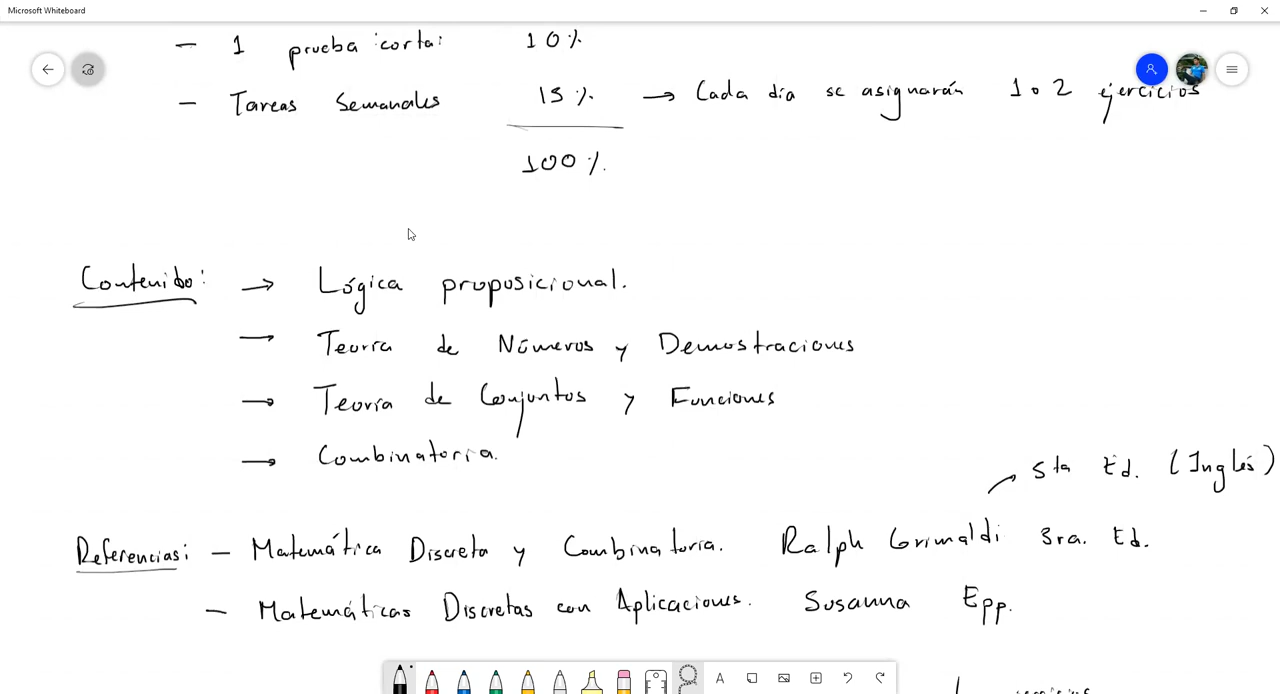 Microsoft Whiteboard
– 1 prueba corta: 10%
– Tareas Semanales 15% → Cada día se asignarán 1 o 2 ejercicios
100%.
Contenido: → Lógica proposicional.
→ Teoría de Números y Demostraciones
→ Teoría de Conjuntos y Funciones
→ Combinatoria.
5ta Ed. (Inglés)
Referencias: – Matemática Discreta y Combinatoria. Ralph Grimaldi 3ra. Ed.
– Matemáticas Discretas con Aplicaciones. Susanna Epp.